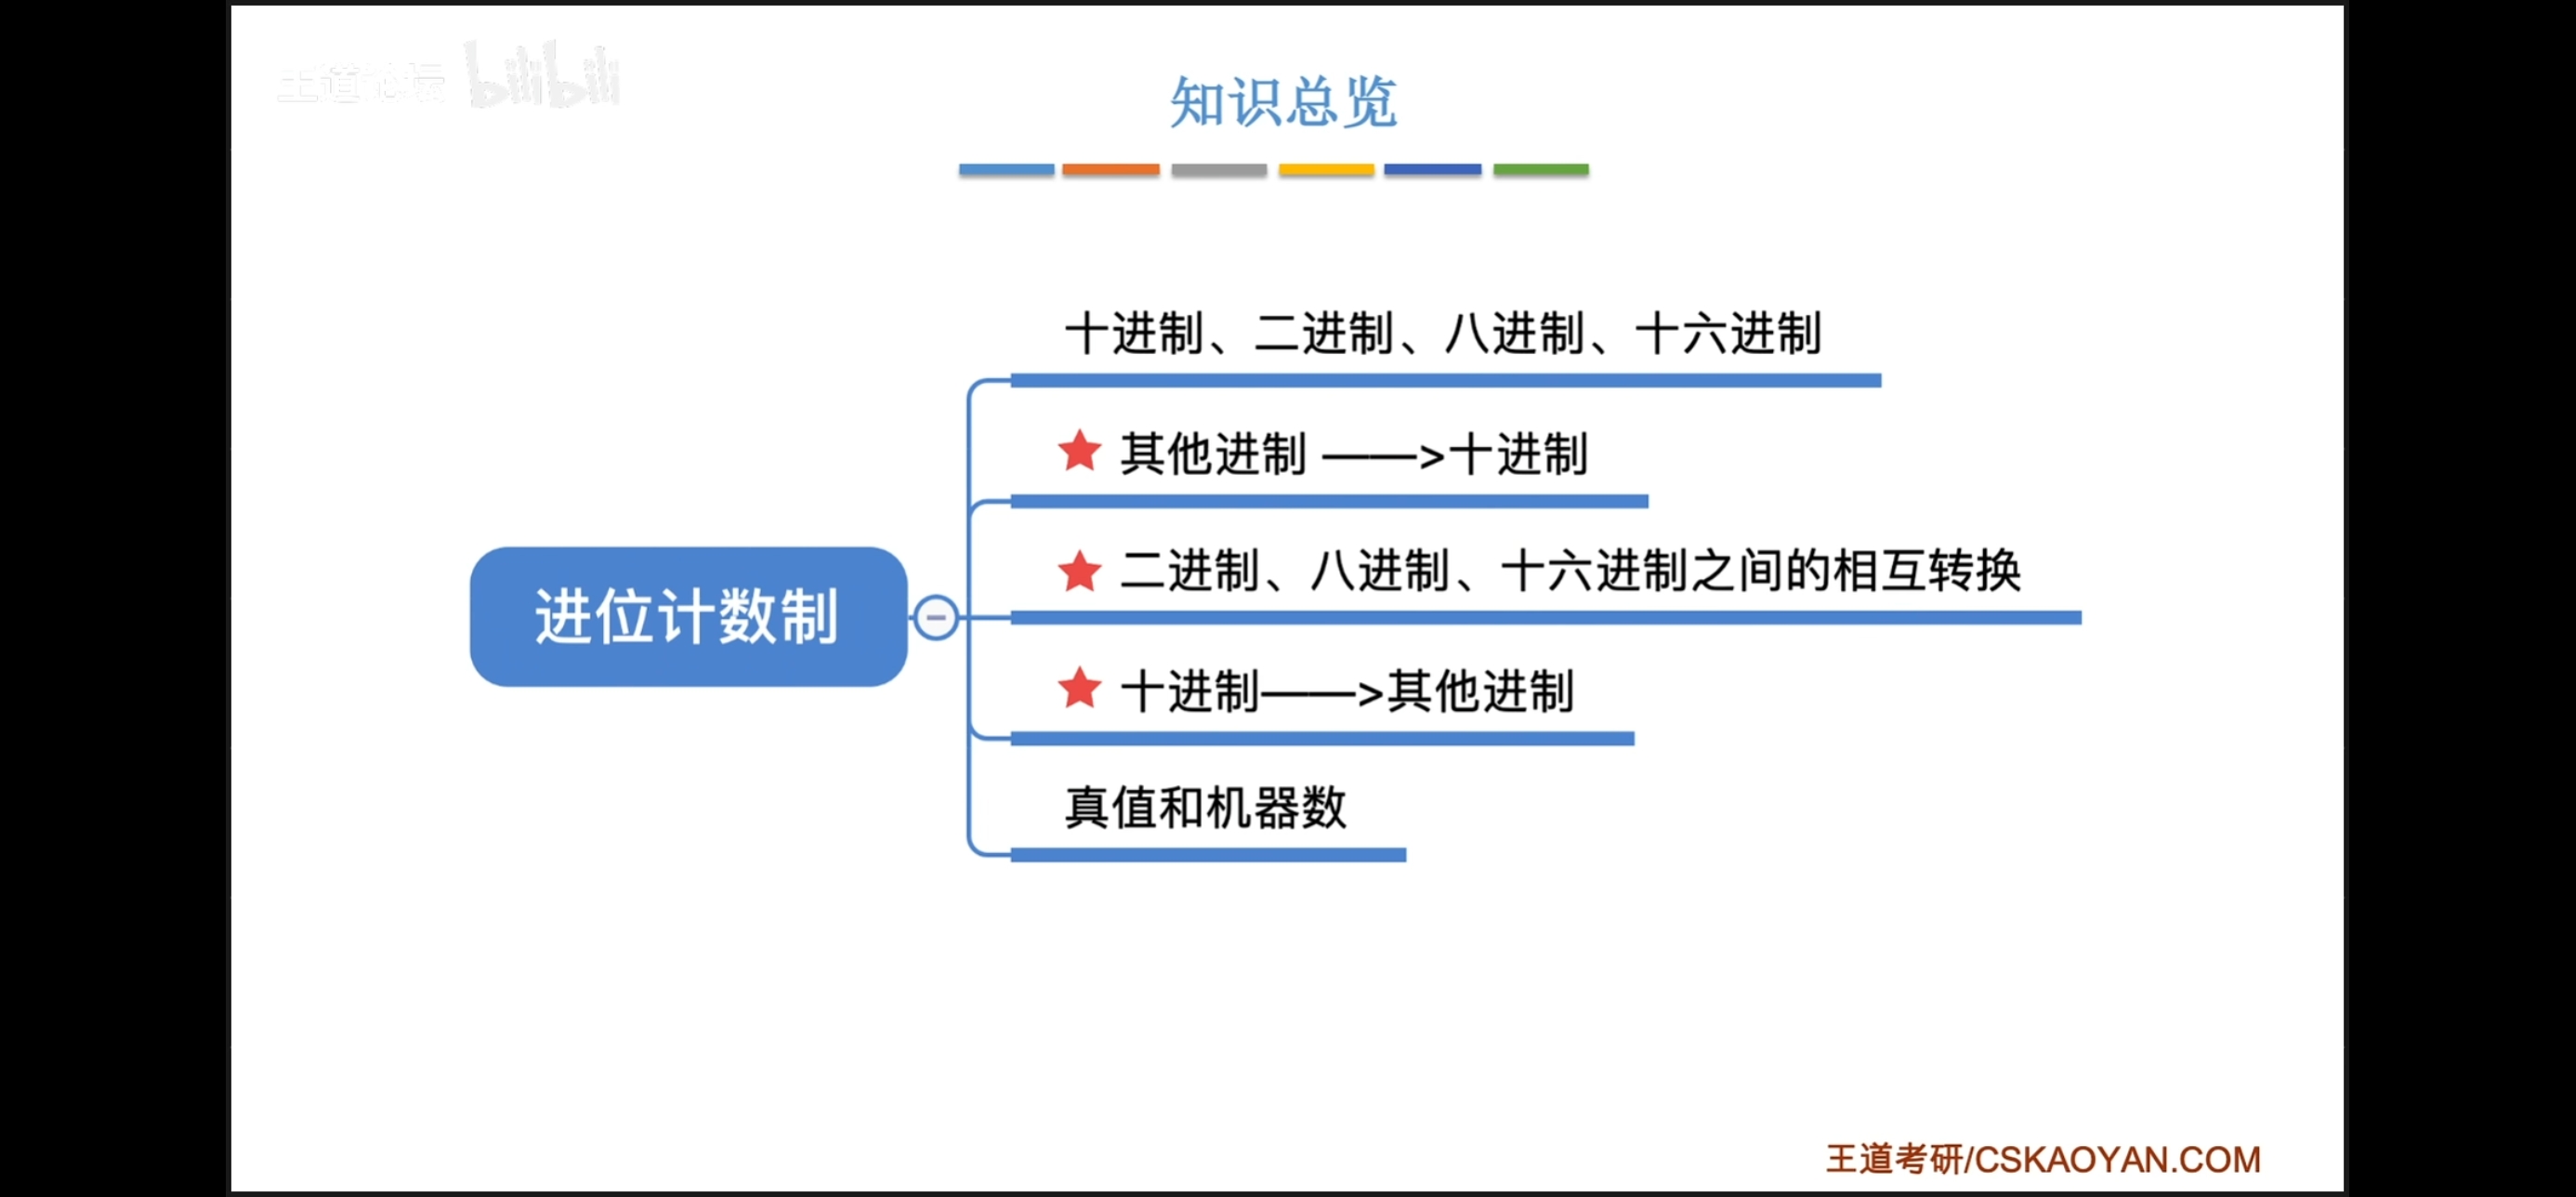 王道论坛 bilibili
知识总览
十进制、二进制、八进制、十六进制
其他进制 ——>十进制
二进制、八进制、十六进制之间的相互转换
进位计数制
十进制——>其他进制
真值和机器数
王道考研/CSKAOYAN.COM